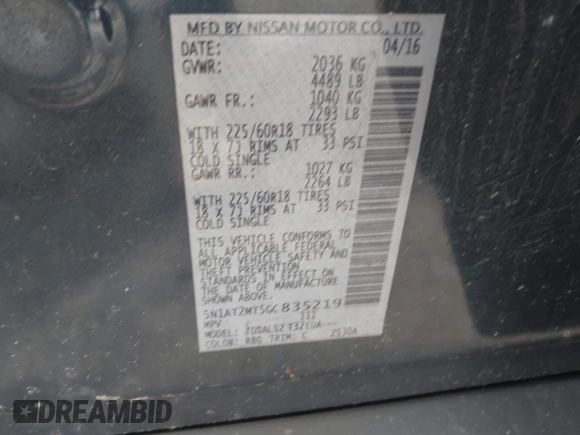 MFD BY NISSAN MOTOR CO., LTD.
DATE: 04/16
GVWR: 2036 KG
4489 LB
GAWR FR.: 1040 KG
2293 LB
WITH 225/60R18 TIRES
18 X 7J RIMS AT 33 PSI
COLD SINGLE
GAWR RR.: 1027 KG
2264 LB
WITH 225/60R18 TIRES
18 X 7J RIMS AT 33 PSI
COLD SINGLE
THIS VEHICLE CONFORMS TO
ALL APPLICABLE FEDERAL
MOTOR VEHICLE SAFETY AND
THEFT PREVENTION
STANDARDS IN EFFECT ON
THE DATE OF MANUFACTURE
SHOWN ABOVE.
5N1AT2MT5GC835219
MPV
COLOR: RBG TRIM: C 2530A
DREAMBID